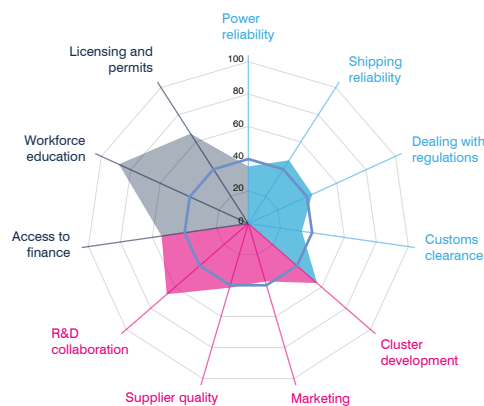 Power
reliability
Licensing and
permits
Shipping
reliability
Workforce
education
Dealing with
regulations
Access to
finance
Customs
clearance
R&D
collaboration
Cluster
development
Supplier quality
Marketing
100
80
60
40
20
0